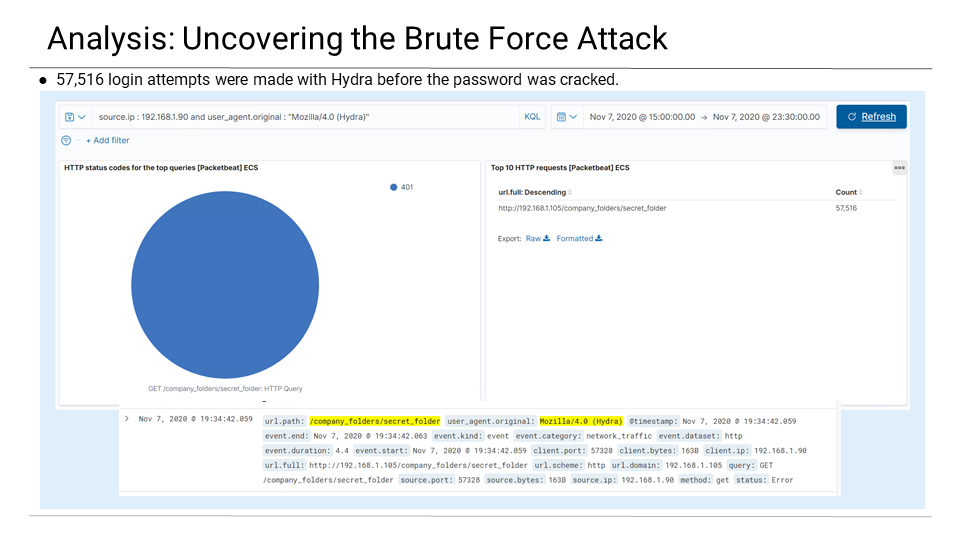 Analysis: Uncovering the Brute Force Attack
● 57,516 login attempts were made with Hydra before the password was cracked.
source.ip : 192.168.1.90 and user_agent.original : "Mozilla/4.0 (Hydra)" KQL Nov 7, 2020 @ 15:00:00.00 → Nov 7, 2020 @ 23:30:00.00 Refresh
+ Add filter
HTTP status codes for the top queries [Packetbeat] ECS
401
GET /company_folders/secret_folder: HTTP Query
Top 10 HTTP requests [Packetbeat] ECS
url.full: Descending Count
http://192.168.1.105/company_folders/secret_folder 57,516
Export: Raw Formatted
> Nov 7, 2020 @ 19:34:42.059 url.path: /company_folders/secret_folder user_agent.original: Mozilla/4.0 (Hydra) @timestamp: Nov 7, 2020 @ 19:34:42.059
event.end: Nov 7, 2020 @ 19:34:42.063 event.kind: event event.category: network_traffic event.dataset: http
event.duration: 4.4 event.start: Nov 7, 2020 @ 19:34:42.059 client.port: 57328 client.bytes: 163B client.ip: 192.168.1.90
url.full: http://192.168.1.105/company_folders/secret_folder url.scheme: http url.domain: 192.168.1.105 query: GET
/company_folders/secret_folder source.port: 57328 source.bytes: 163B source.ip: 192.168.1.90 method: get status: Error